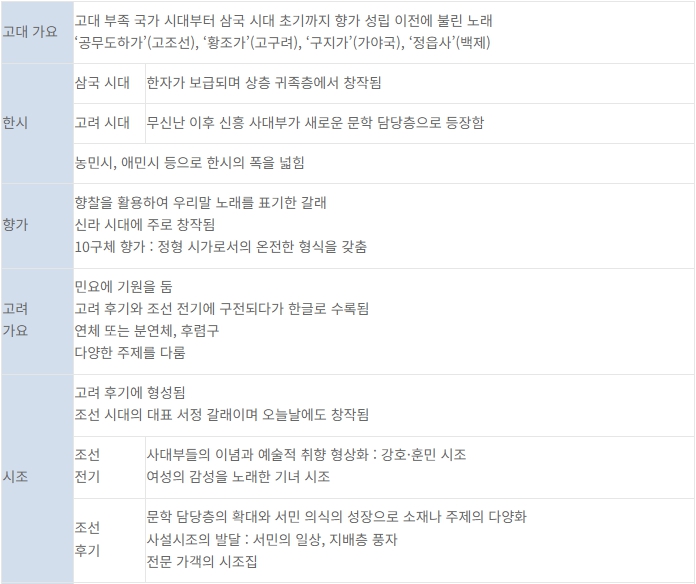 고대 가요
고대 부족 국가 시대부터 삼국 시대 초기까지 향가 성립 이전에 불린 노래
‘공무도하가’(고조선), ‘황조가’(고구려), ‘구지가’(가야국), ‘정읍사’(백제)
한시
삼국 시대
한자가 보급되며 상층 귀족층에서 창작됨
고려 시대
무신난 이후 신흥 사대부가 새로운 문학 담당층으로 등장함
농민시, 애민시 등으로 한시의 폭을 넓힘
향가
향찰을 활용하여 우리말 노래를 표기한 갈래
신라 시대에 주로 창작됨
10구체 향가 : 정형 시가로서의 온전한 형식을 갖춤
고려
가요
민요에 기원을 둠
고려 후기와 조선 전기에 구전되다가 한글로 수록됨
연체 또는 분연체, 후렴구
다양한 주제를 다룸
시조
고려 후기에 형성됨
조선 시대의 대표 서정 갈래이며 오늘날에도 창작됨
조선
전기
사대부들의 이념과 예술적 취향 형상화 : 강호·훈민 시조
여성의 감성을 노래한 기녀 시조
조선
후기
문학 담당층의 확대와 서민 의식의 성장으로 소재나 주제의 다양화
사설시조의 발달 : 서민의 일상, 지배층 풍자
전문 가객의 시조집